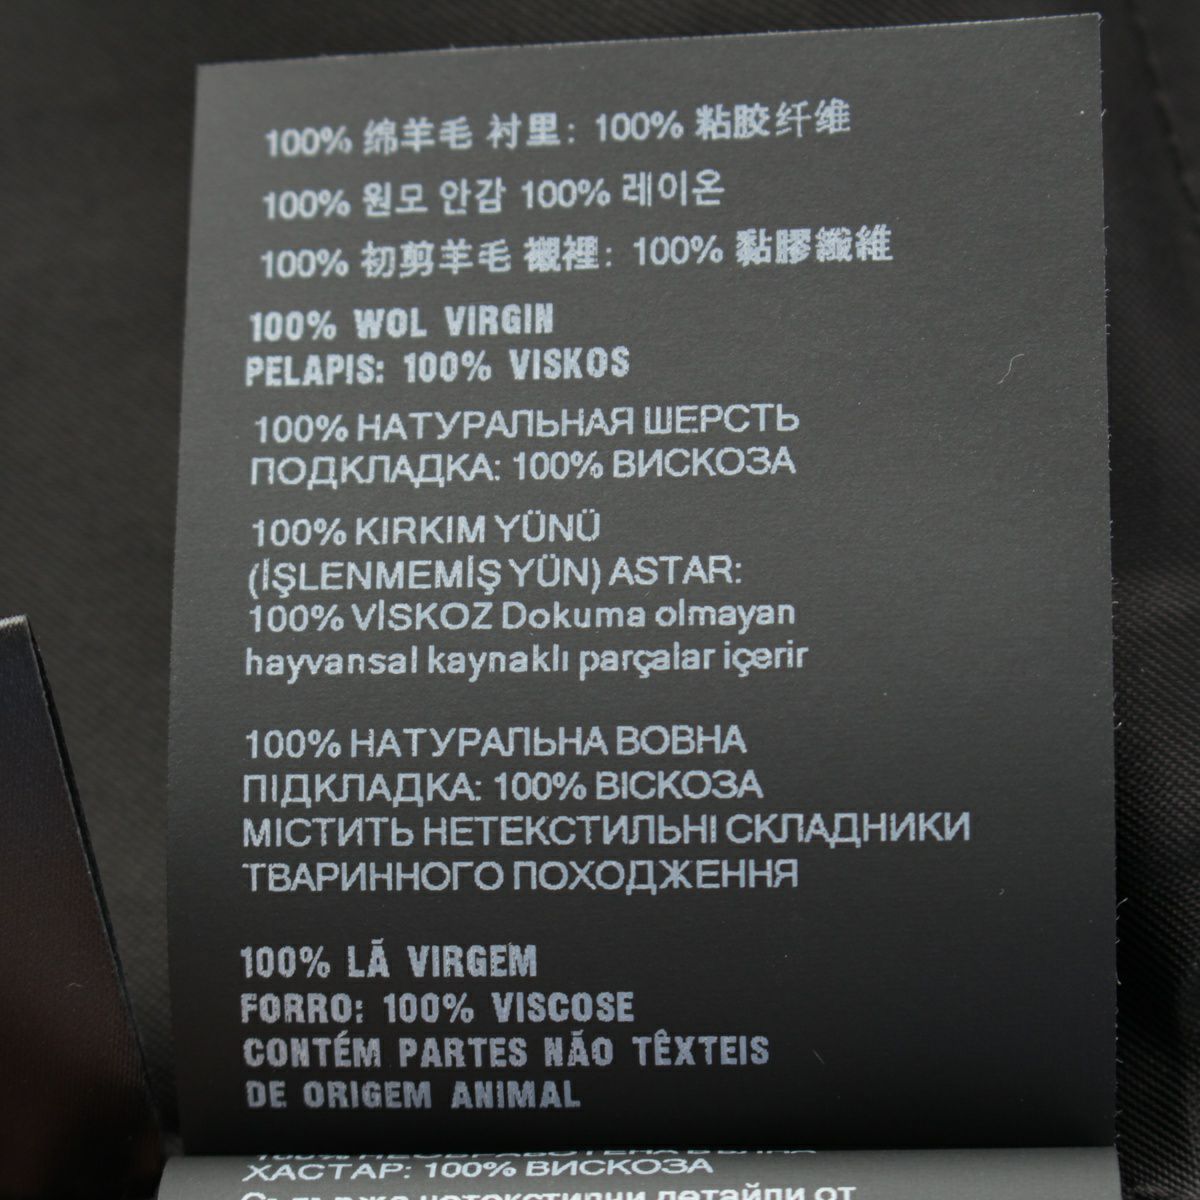 100% 绵羊毛 衬里: 100% 粘胶纤维
100% 원모 안감 100% 레이온
100% 初剪羊毛 襯裡: 100% 黏膠纖維
100% WOL VIRGIN
PELAPIS: 100% VISKOS
100% НАТУРАЛЬНАЯ ШЕРСТЬ
ПОДКЛАДКА: 100% ВИСКОЗА
100% KIRKIM YÜNÜ
(İŞLENMEMİŞ YÜN) ASTAR:
100% VİSKOZ Dokuma olmayan
hayvansal kaynaklı parçalar içerir
100% НАТУРАЛЬНА ВОВНА
ПІДКЛАДКА: 100% ВІСКОЗА
МІСТИТЬ НЕТЕКСТИЛЬНІ СКЛАДНИКИ
ТВАРИННОГО ПОХОДЖЕННЯ
100% LÃ VIRGEM
FORRO: 100% VISCOSE
CONTÉM PARTES NÃO TÊXTEIS
DE ORIGEM ANIMAL
ХАСТАР: 100% ВИСКОЗА